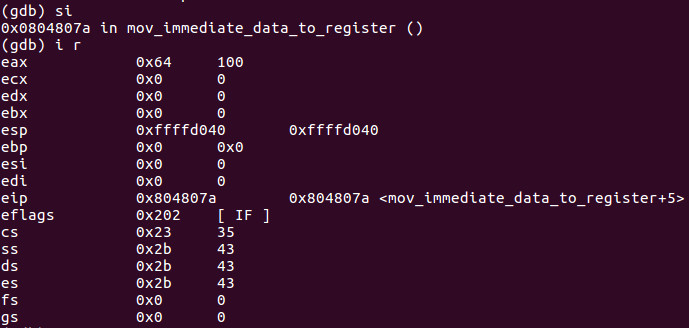 (gdb) si
0x0804807a in mov_immediate_data_to_register ()
(gdb) i r
eax 0x64 100
ecx 0x0 0
edx 0x0 0
ebx 0x0 0
esp 0xffffd040 0xffffd040
ebp 0x0 0x0
esi 0x0 0
edi 0x0 0
eip 0x804807a 0x804807a <mov_immediate_data_to_register+5>
eflags 0x202 [ IF ]
cs 0x23 35
ss 0x2b 43
ds 0x2b 43
es 0x2b 43
fs 0x0 0
gs 0x0 0